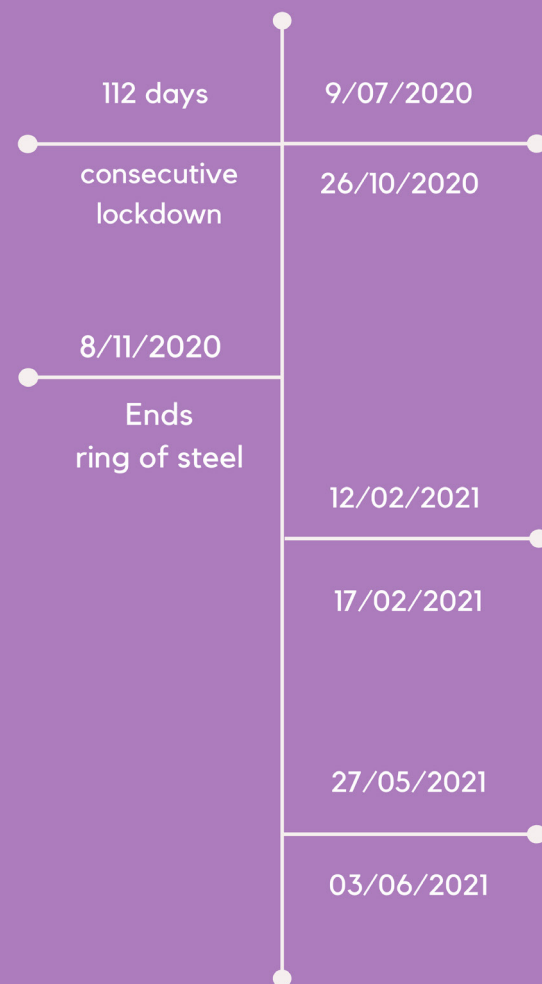 112 days
9/07/2020
consecutive
lockdown
26/10/2020
8/11/2020
Ends
ring of steel
12/02/2021
17/02/2021
27/05/2021
03/06/2021